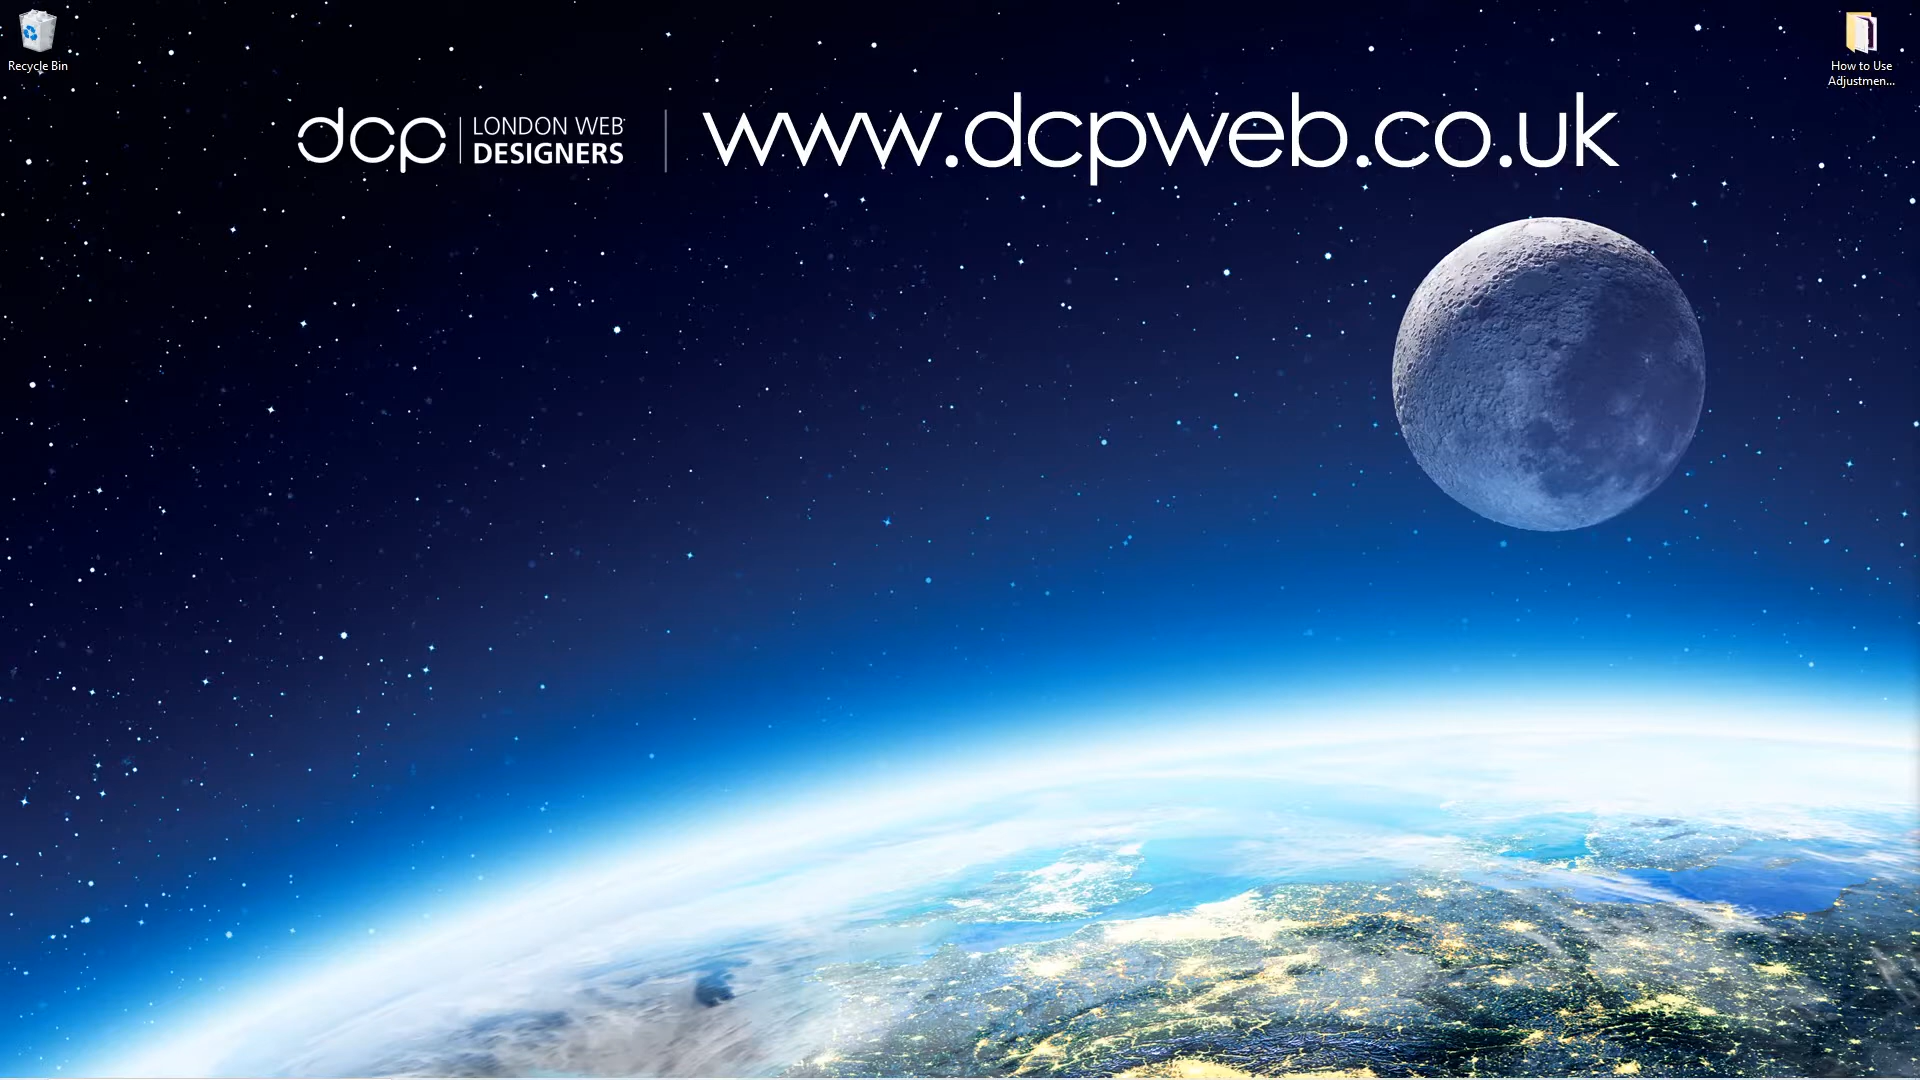 Recycle Bin
How to Use
Adjustmen...
dcp LONDON WEB
DESIGNERS
www.dcpweb.co.uk